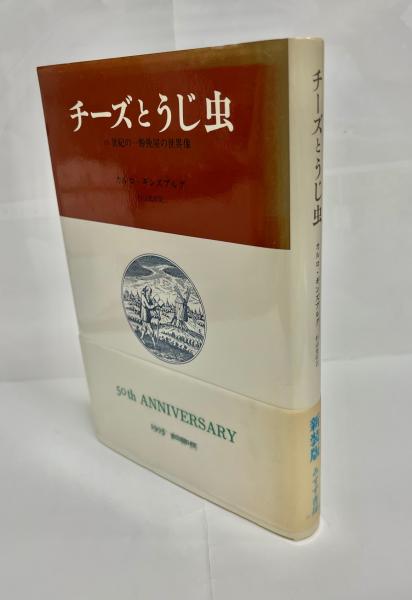 チーズとうじ虫
16世紀の一粉挽屋の世界像
カルロ・ギンズブルグ
50th ANNIVERSARY
1995
チーズとうじ虫
カルロ・ギンズブルグ
新装版
みすず書房